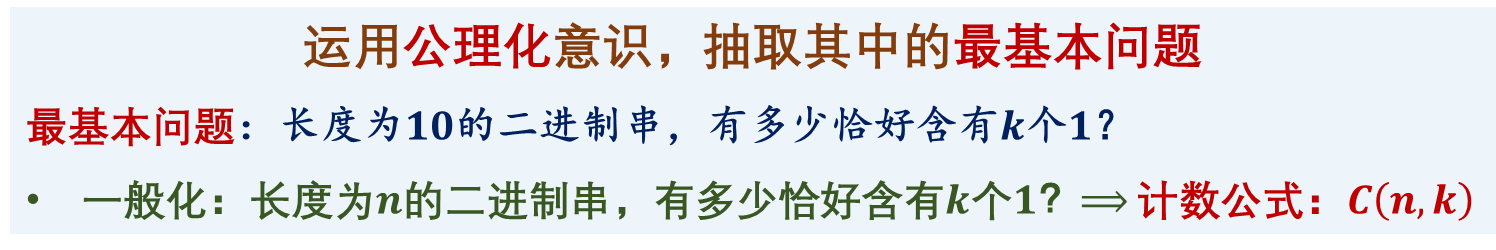 运用公理化意识，抽取其中的最基本问题
最基本问题：长度为10的二进制串，有多少恰好含有k个1？
• 一般化：长度为n的二进制串，有多少恰好含有k个1？⟹ 计数公式：C(n, k)